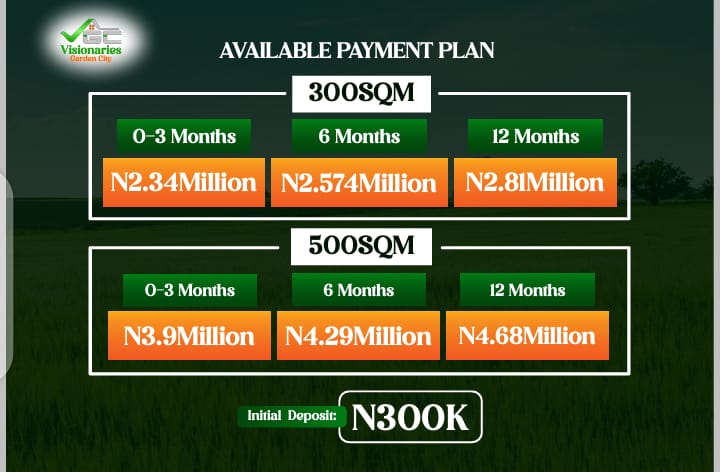 VGC
Visionaries
Garden City
AVAILABLE PAYMENT PLAN
300SQM
0-3 Months 6 Months 12 Months
N2.34Million N2.574Million N2.81Million
500SQM
0-3 Months 6 Months 12 Months
N3.9Million N4.29Million N4.68Million
Initial Deposit: N300K